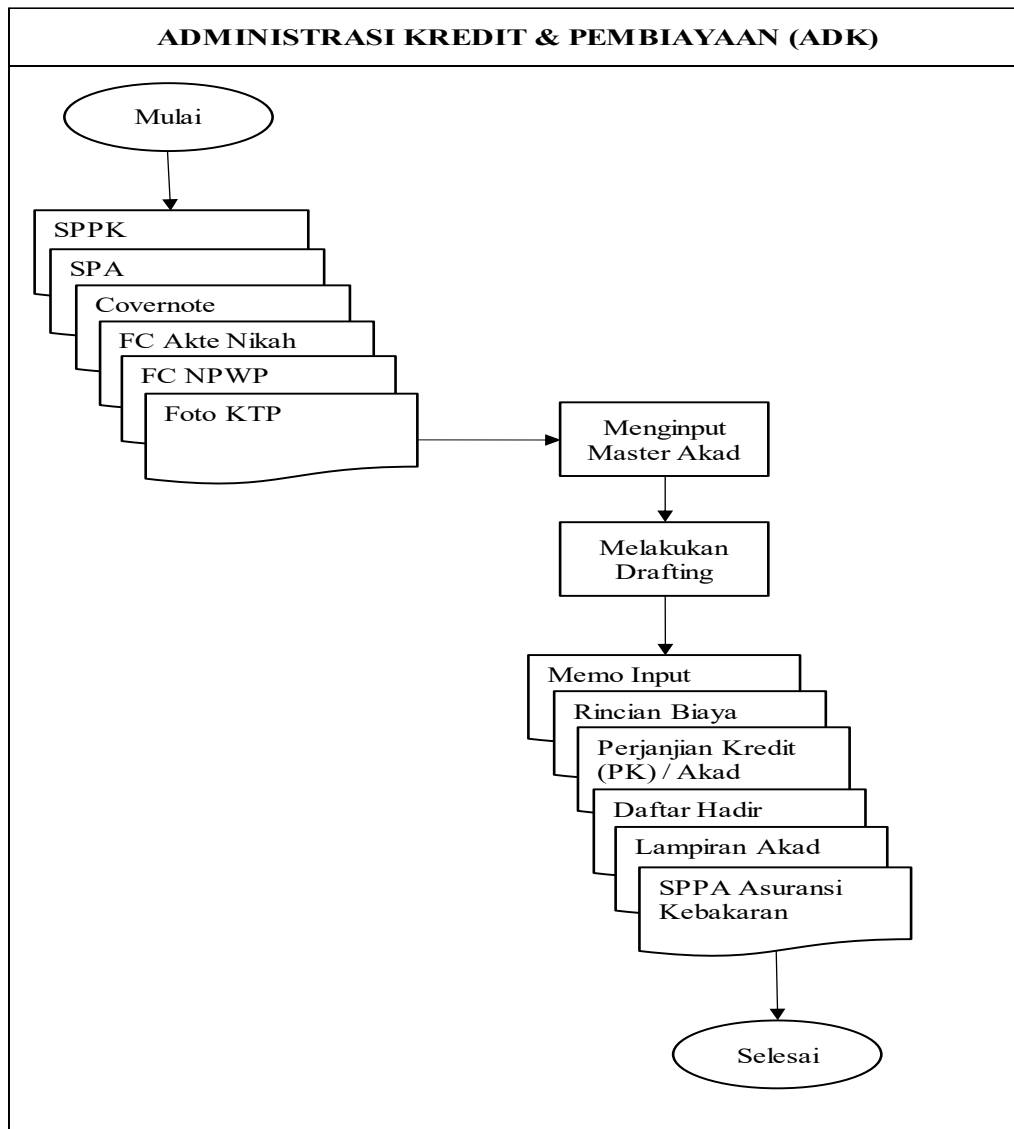 ADMINISTRASI KREDIT & PEMBIAYAAN (ADK)
Mulai
SPPK
SPA
Covernote
FC Akte Nikah
FC NPWP
Foto KTP
Menginput
Master Akad
Melakukan
Drafting
Memo Input
Rincian Biaya
Perjanjian Kredit
(PK) / Akad
Daftar Hadir
Lampiran Akad
SPPA Asuransi
Kebakaran
Selesai